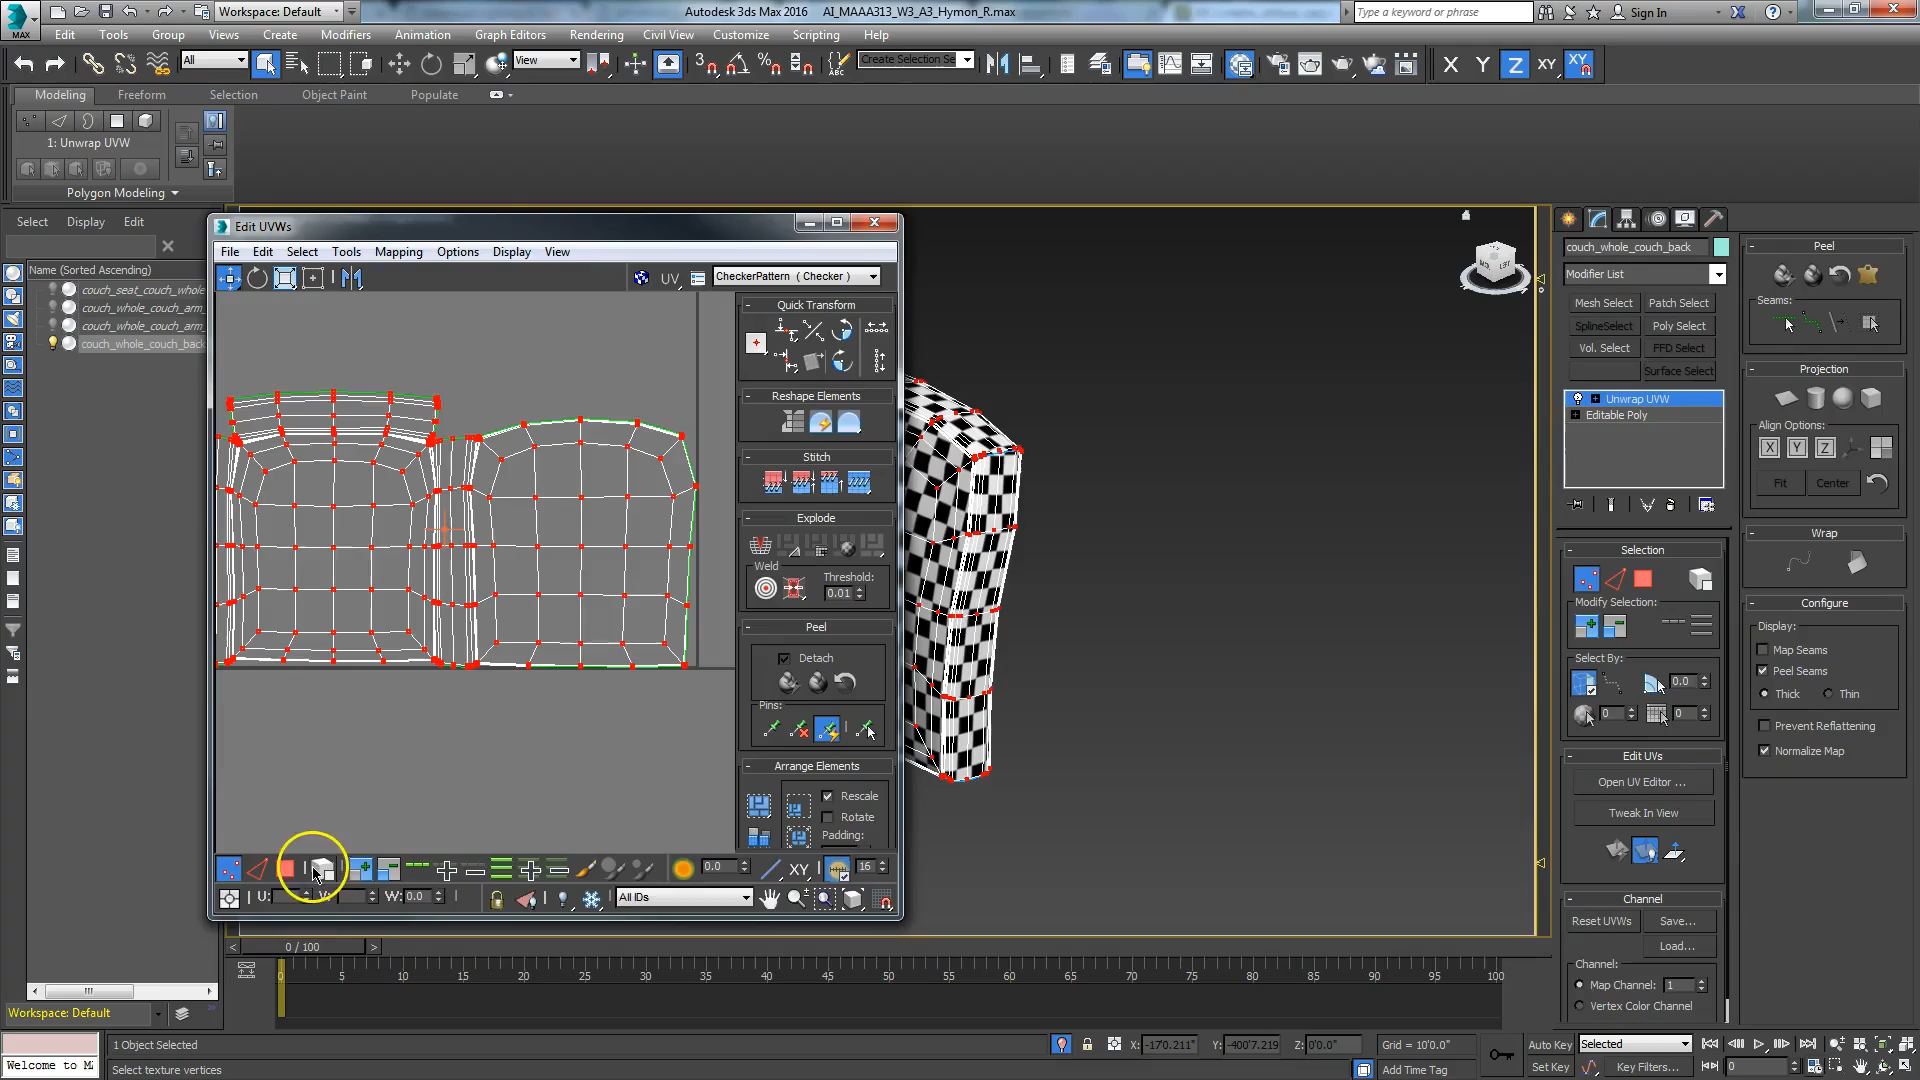 MAX
Workspace: Default
Autodesk 3ds Max 2016 AI_MAAA313_W3_A3_Hymon_R.max
Type a keyword or phrase
Sign In
Edit Tools Group Views Create Modifiers Animation Graph Editors Rendering Civil View Customize Scripting Help
All
View
Create Selection Se
X Y Z XY XY
Modeling Freeform Selection Object Paint Populate
1: Unwrap UVW
Polygon Modeling
Select Display Edit
Name (Sorted Ascending)
couch_seat_couch_whole
couch_whole_couch_arm_
couch_whole_couch_arm_
couch_whole_couch_back
Edit UVWs
File Edit Select Tools Mapping Options Display View
UV CheckerPattern ( Checker )
Quick Transform
Reshape Elements
Stitch
Explode
Weld
Threshold:
0.01
Peel
Detach
Pins:
Arrange Elements
Rescale
Rotate
Padding:
0.0 XY 16
U: V: W: 0.0 All IDs
couch_whole_couch_back
Modifier List
Mesh Select Patch Select
SplineSelect Poly Select
Vol. Select FFD Select
Surface Select
Unwrap UVW
Editable Poly
Selection
Modify Selection:
Select By:
0.0
0 0
Edit UVs
Open UV Editor ...
Tweak In View
Channel
Reset UVWs Save...
Load...
Channel:
Map Channel: 1
Vertex Color Channel
Peel
Seams:
Projection
Align Options:
X Y Z
Fit Center
Wrap
Configure
Display:
Map Seams
Peel Seams
Thick Thin
Prevent Reflattening
Normalize Map
0 / 100
0 5 10 15 20 25 30 35 40 45 50 55 60 65 70 75 80 85 90 95 100
Workspace: Default
1 Object Selected
X: -17'0.211" Y: -400'7.219 Z: 0'0.0" Grid = 10'0.0"
Auto Key Selected
Welcome to M
Select texture vertices
Add Time Tag
Set Key Key Filters... 0